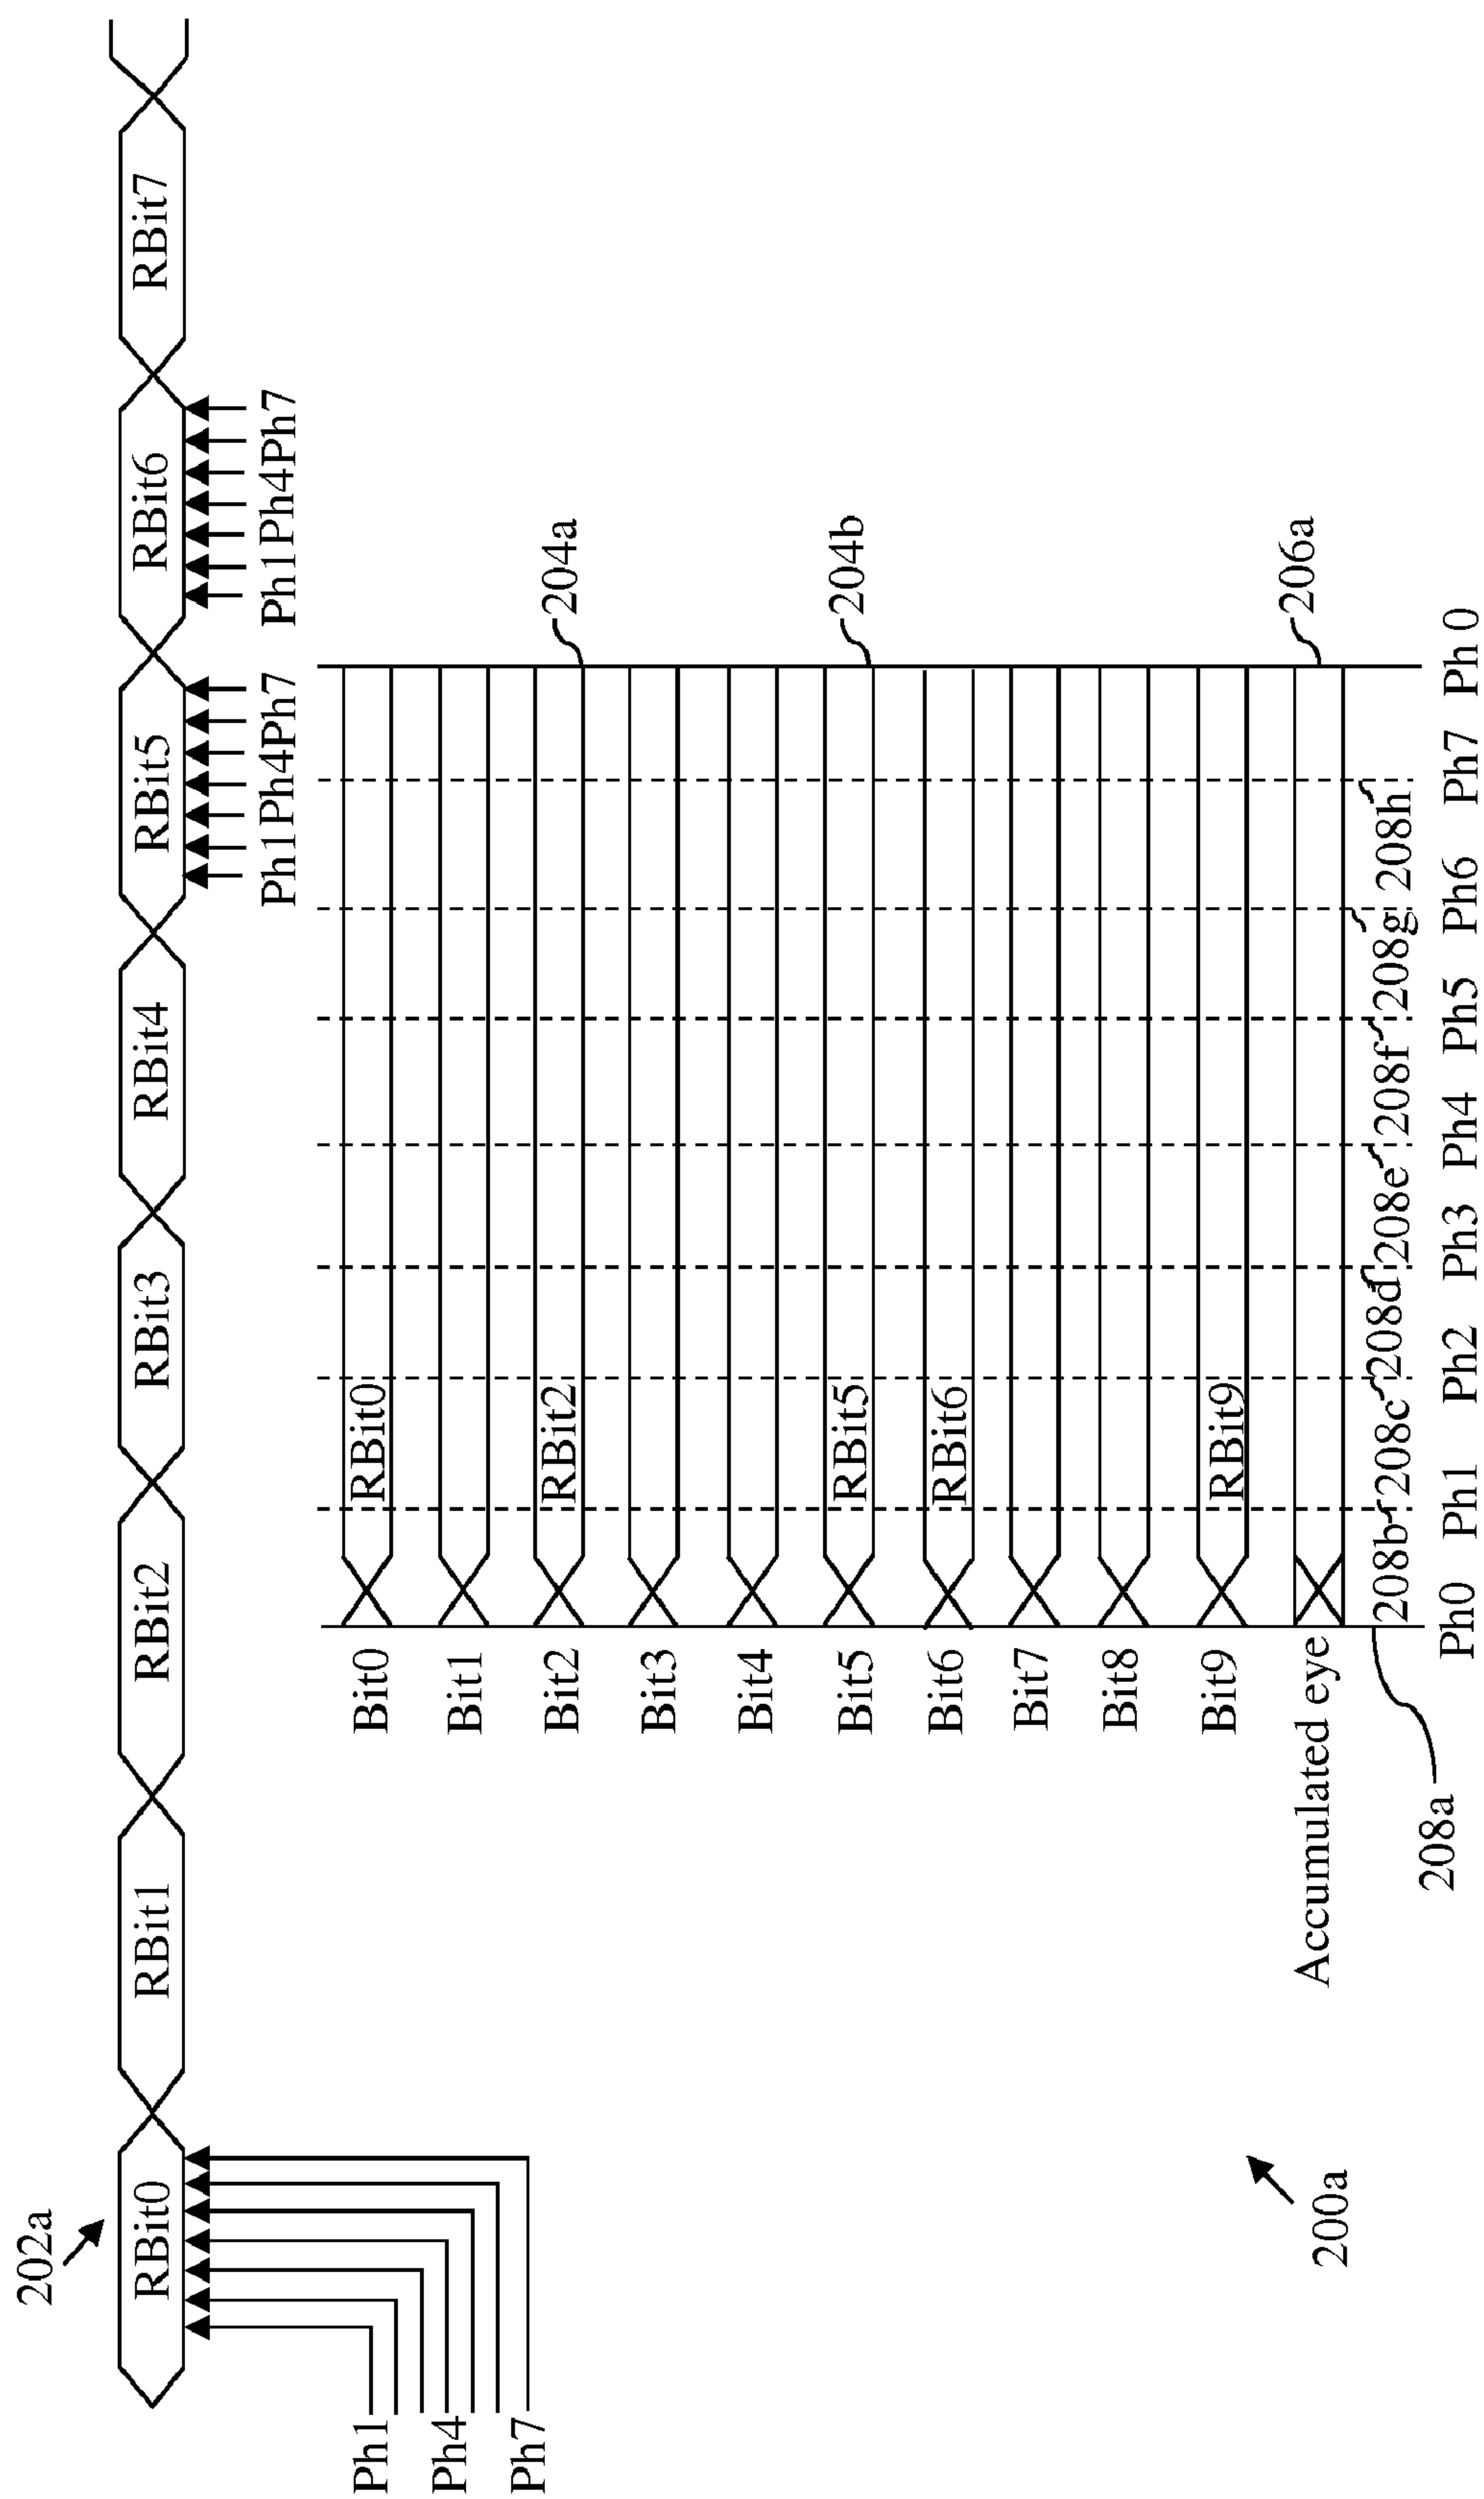 202a
RBit0 RBit1 RBit2 RBit3 RBit4 RBit5 RBit6 RBit7
Ph1 Ph4 Ph7 Ph1 Ph4 Ph7
Ph1
Ph4
Ph7
Bit0 RBit0
Bit1
Bit2 RBit2 204a
Bit3
Bit4
Bit5 RBit5 204b
Bit6 RBit6
Bit7
Bit8
Bit9 RBit9
Accumulated eye 206a
200a
208b 208c 208d 208e 208f 208g 208h
208a
Ph0 Ph1 Ph2 Ph3 Ph4 Ph5 Ph6 Ph7 Ph 0